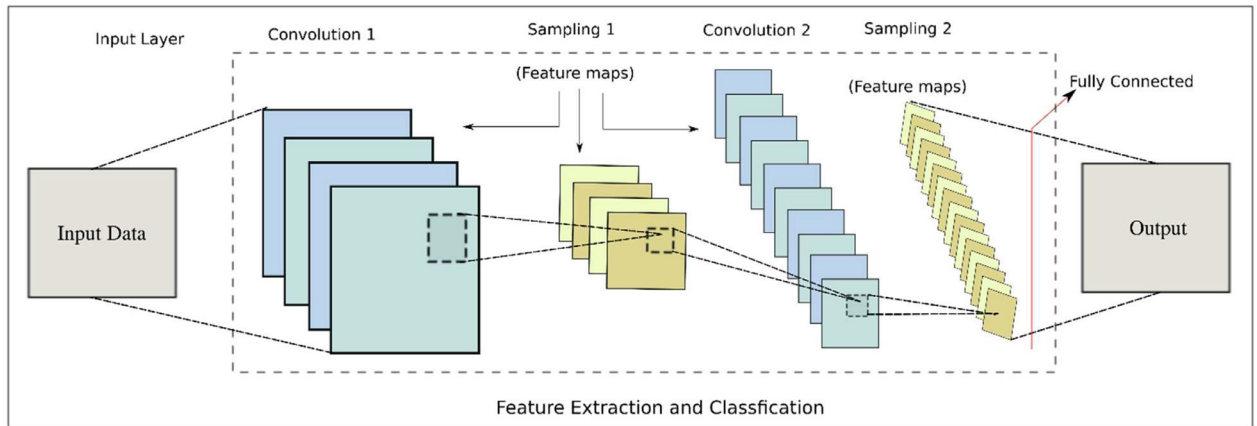 Input Layer
Convolution 1
Sampling 1
Convolution 2
Sampling 2
(Feature maps)
(Feature maps)
Fully Connected
Input Data
Output
Feature Extraction and Classfication